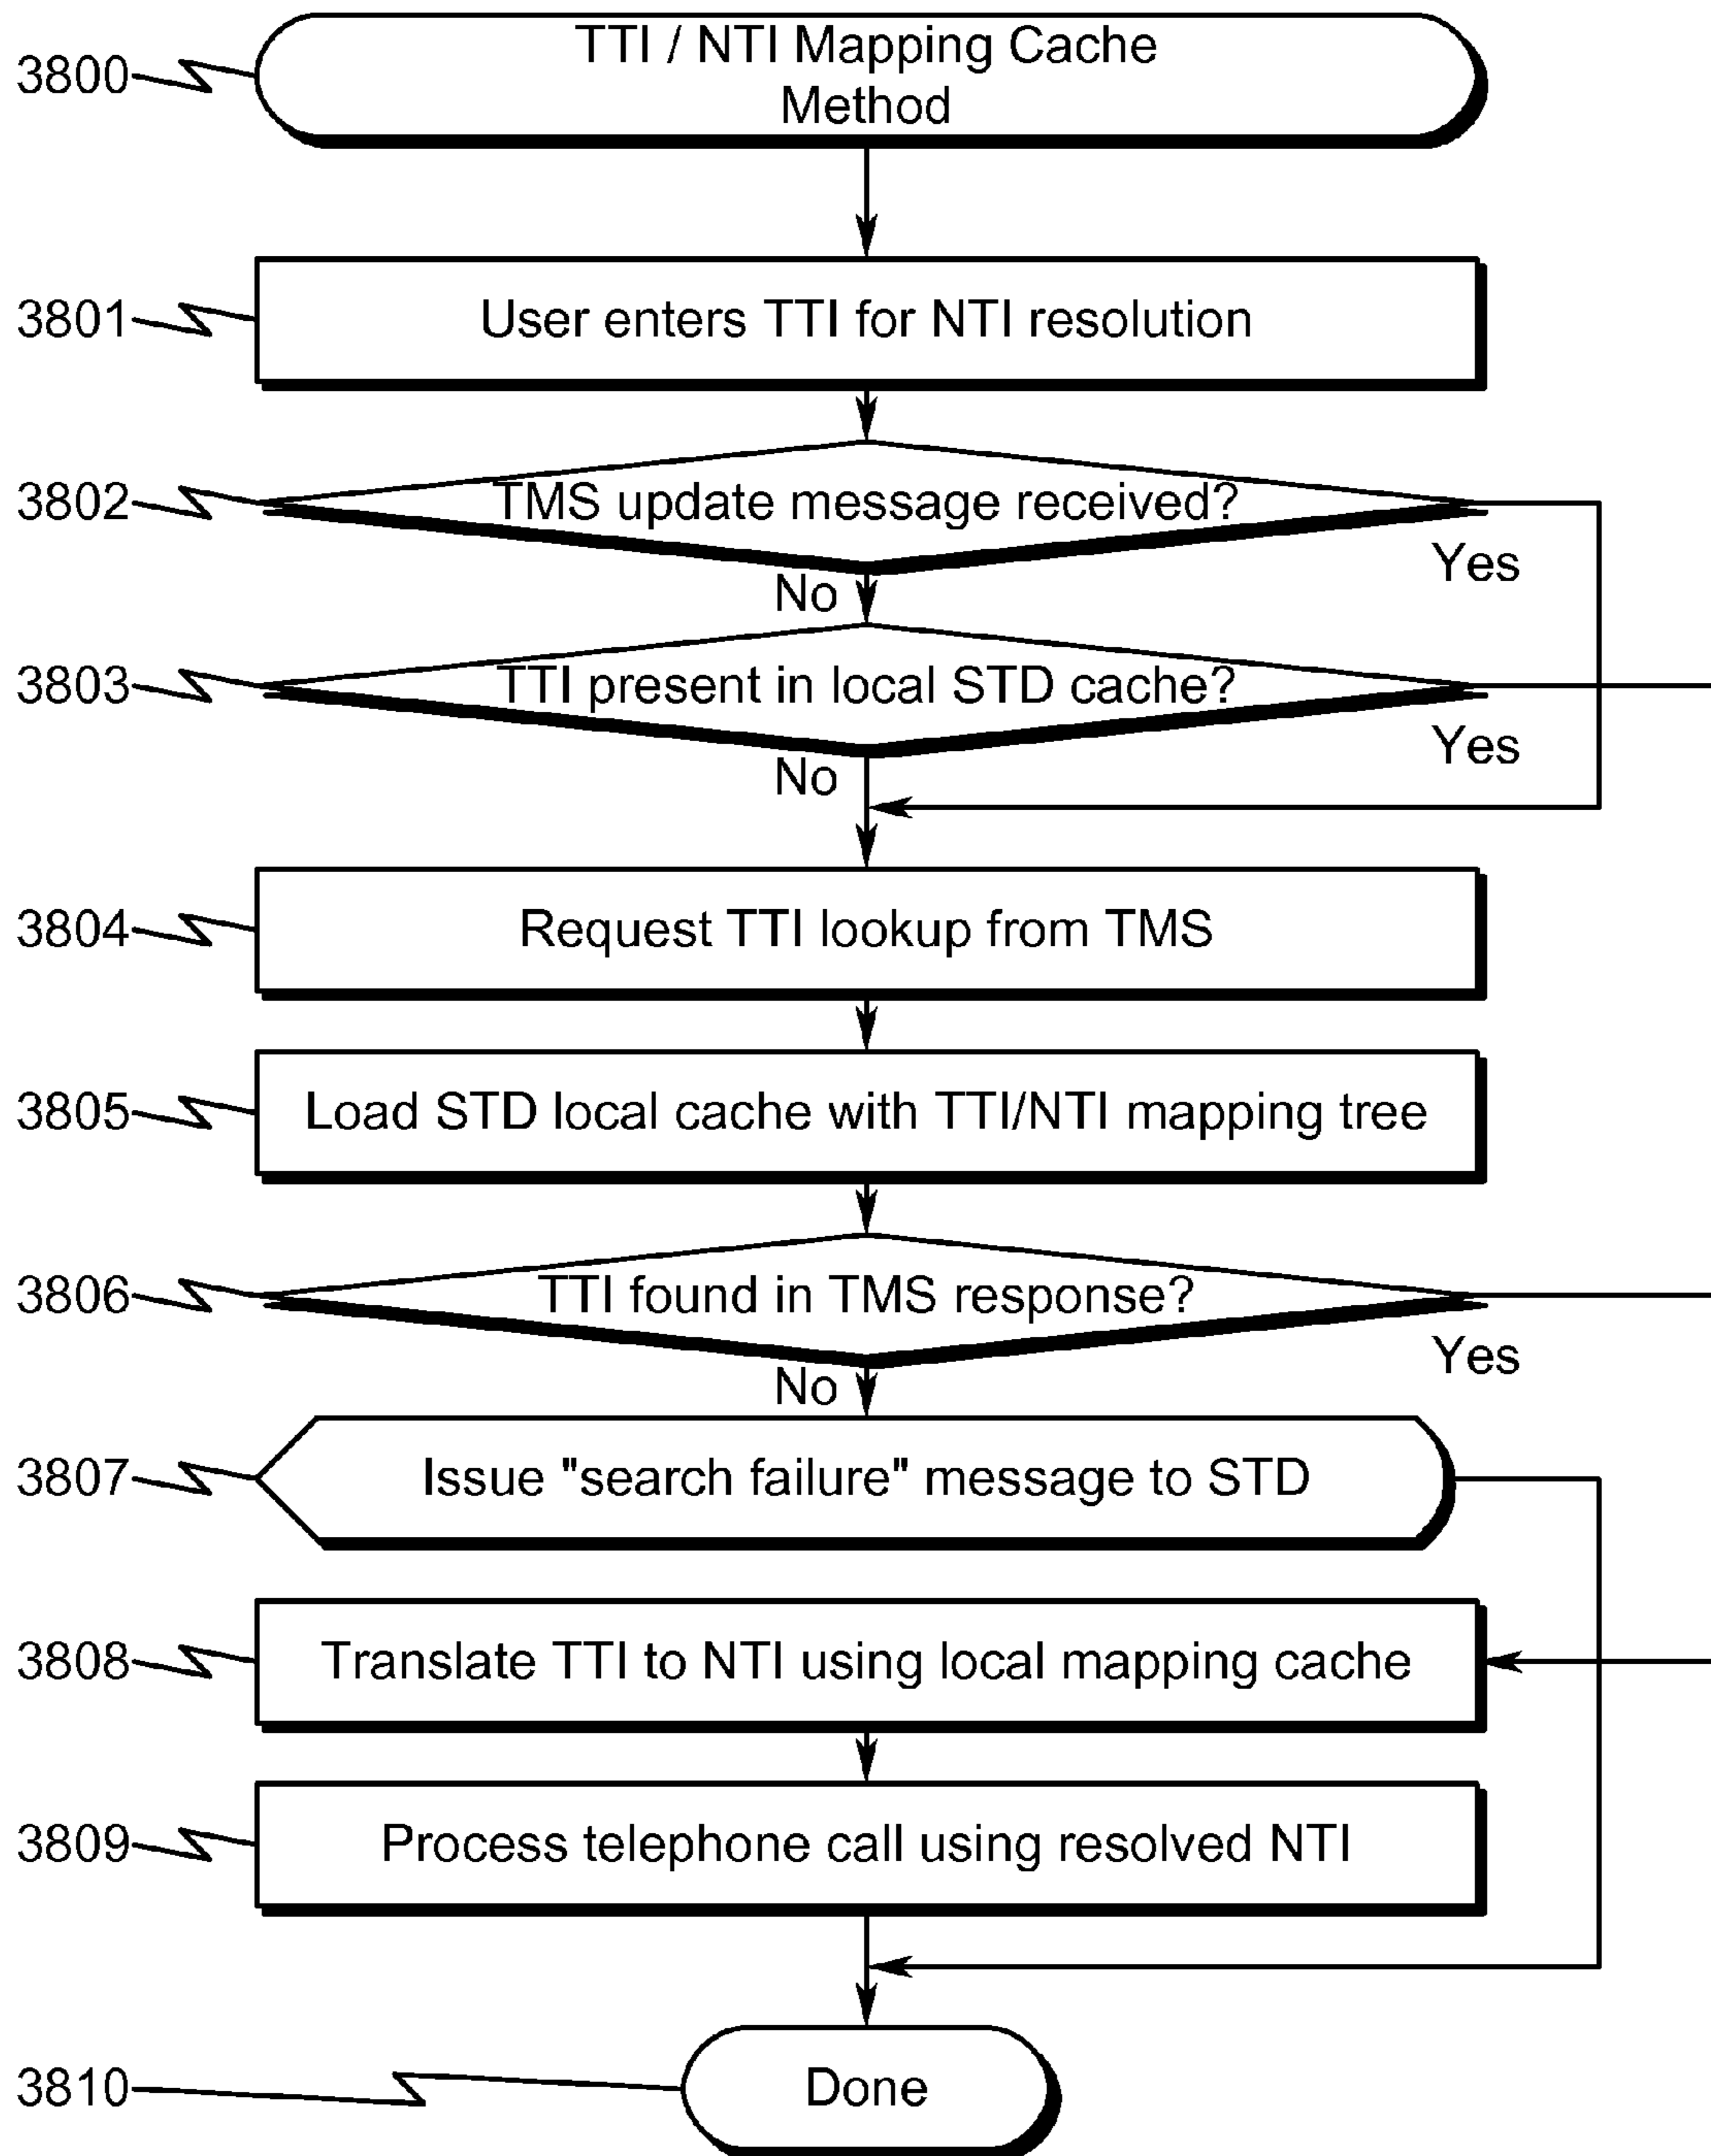 3800
TTI / NTI Mapping Cache
Method
3801
User enters TTI for NTI resolution
3802
TMS update message received?
Yes
No
3803
TTI present in local STD cache?
Yes
No
3804
Request TTI lookup from TMS
3805
Load STD local cache with TTI/NTI mapping tree
3806
TTI found in TMS response?
Yes
No
3807
Issue "search failure" message to STD
3808
Translate TTI to NTI using local mapping cache
3809
Process telephone call using resolved NTI
3810
Done